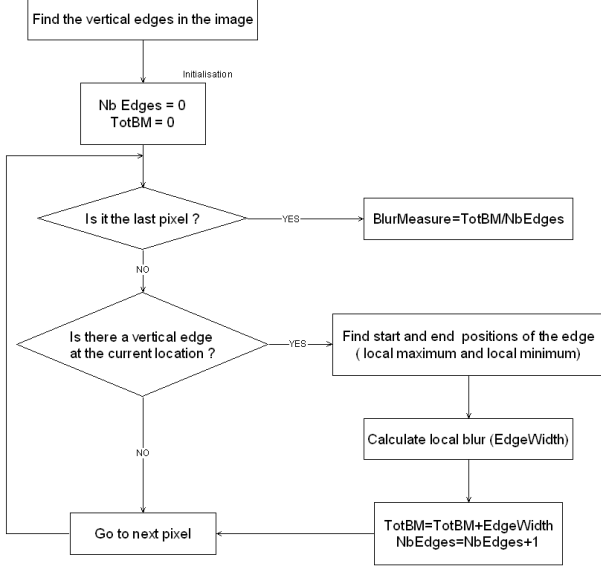 Find the vertical edges in the image
Initialisation
Nb Edges = 0
TotBM = 0
Is it the last pixel ?
YES
BlurMeasure=TotBM/NbEdges
NO
Is there a vertical edge
at the current location ?
YES
Find start and end positions of the edge
( local maximum and local minimum)
Calculate local blur (EdgeWidth)
NO
TotBM=TotBM+EdgeWidth
NbEdges=NbEdges+1
Go to next pixel